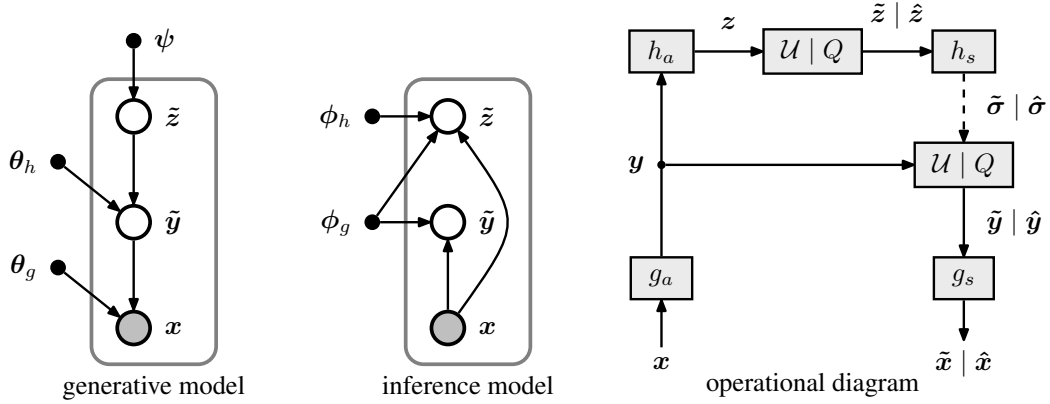 ψ
z̃
θ_h
ỹ
θ_g
x
generative model
ϕ_h
z̃
ϕ_g
ỹ
x
inference model
z
z̃ | ẑ
h_a
𝒰 | Q
h_s
σ̃ | σ̂
y
𝒰 | Q
ỹ | ŷ
g_a
g_s
x
x̃ | x̂
operational diagram